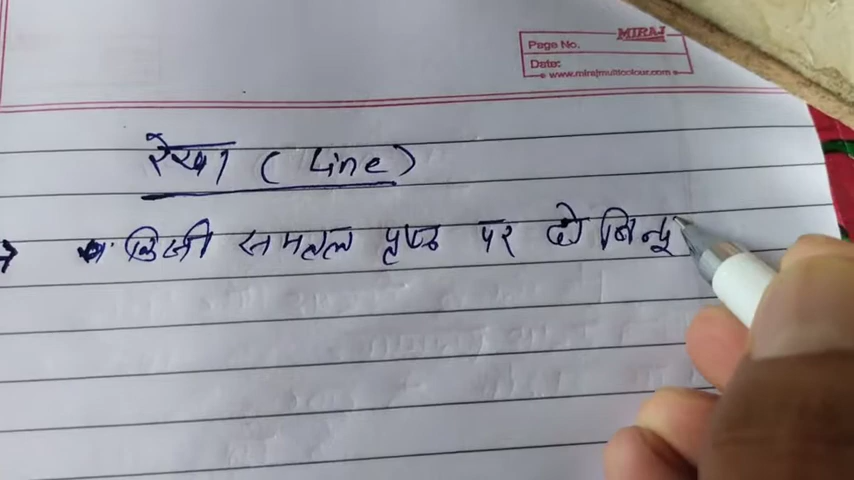 MIRAJ
Page No.
Date:
www.mirajmulticolour.com
रेखा ( Line )
किसी समतल पृष्ठ पर दो बिन्दू